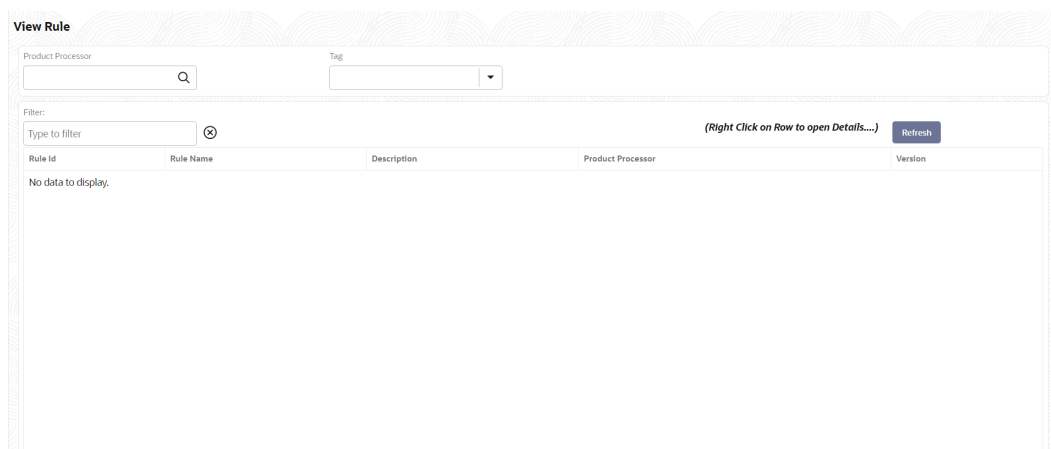 View Rule
Product Processor
Tag
Filter:
Type to filter
(Right Click on Row to open Details....)
Refresh
Rule Id
Rule Name
Description
Product Processor
Version
No data to display.